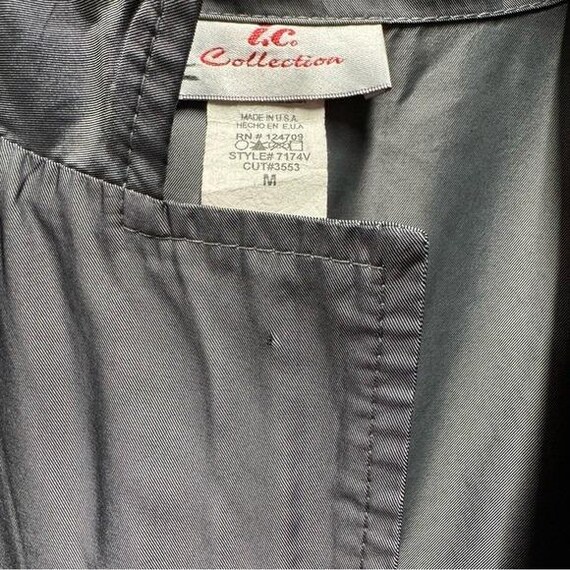 I.C.
Collection
MADE IN U.S.A.
HECHO EN E.U.A.
RN # 124709
STYLE# 7174V
CUT#3553
M